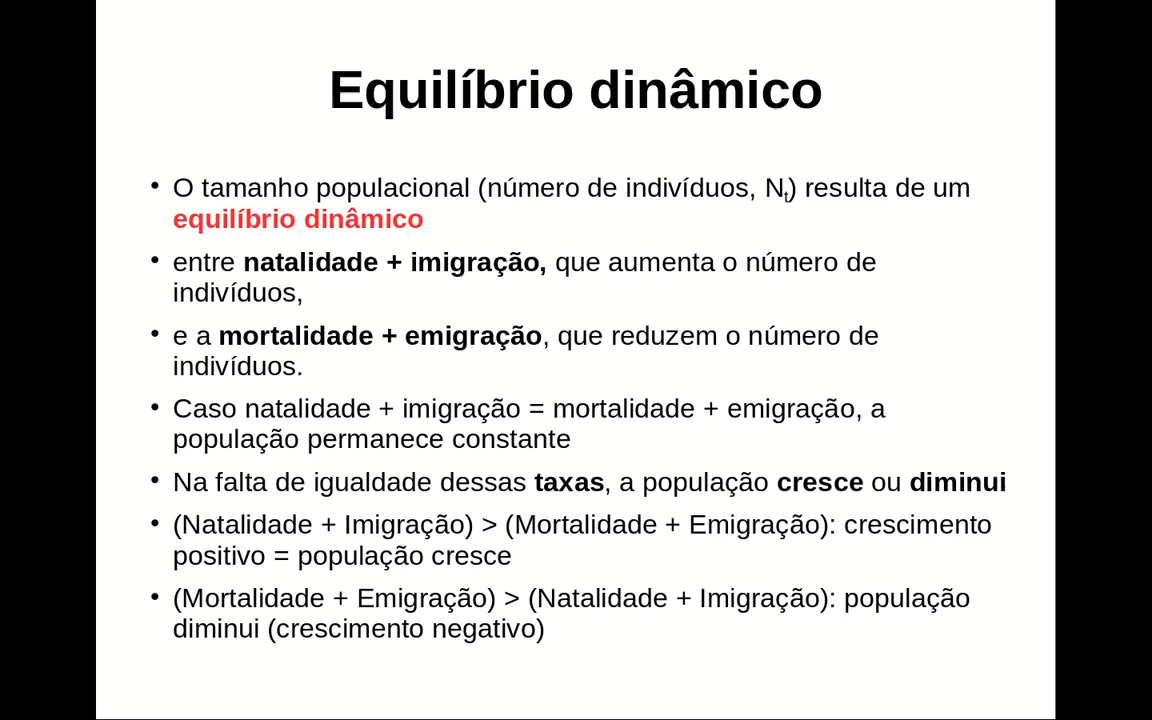 Equilíbrio dinâmico
• O tamanho populacional (número de indivíduos, Nt) resulta de um
equilíbrio dinâmico
• entre natalidade + imigração, que aumenta o número de
indivíduos,
• e a mortalidade + emigração, que reduzem o número de
indivíduos.
• Caso natalidade + imigração = mortalidade + emigração, a
população permanece constante
• Na falta de igualdade dessas taxas, a população cresce ou diminui
• (Natalidade + Imigração) > (Mortalidade + Emigração): crescimento
positivo = população cresce
• (Mortalidade + Emigração) > (Natalidade + Imigração): população
diminui (crescimento negativo)